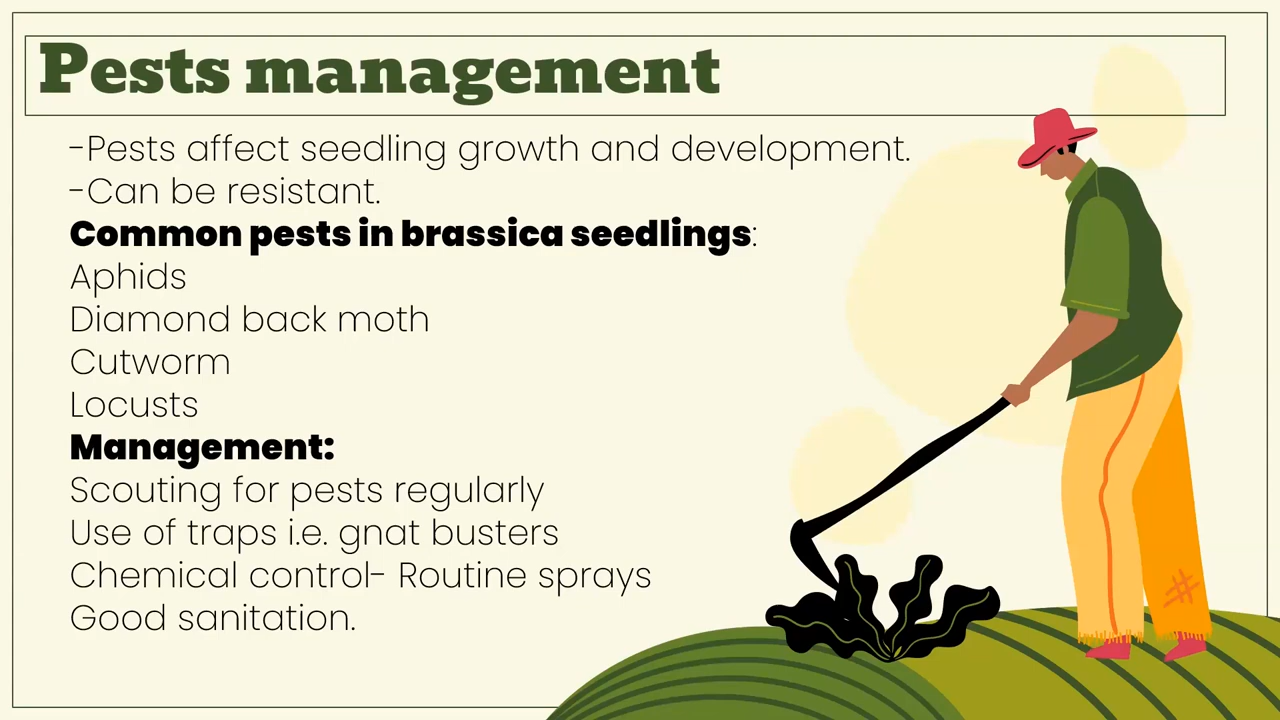 Pests management
-Pests affect seedling growth and development.
-Can be resistant.
Common pests in brassica seedlings:
Aphids
Diamond back moth
Cutworm
Locusts
Management:
Scouting for pests regularly
Use of traps i.e. gnat busters
Chemical control- Routine sprays
Good sanitation.